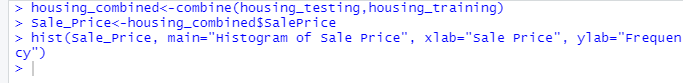 > housing_combined<-combine(housing_testing,housing_training)
> Sale_Price<-housing_combined$SalePrice
> hist(Sale_Price, main="Histogram of Sale Price", xlab="Sale Price", ylab="Frequen
cy")
>